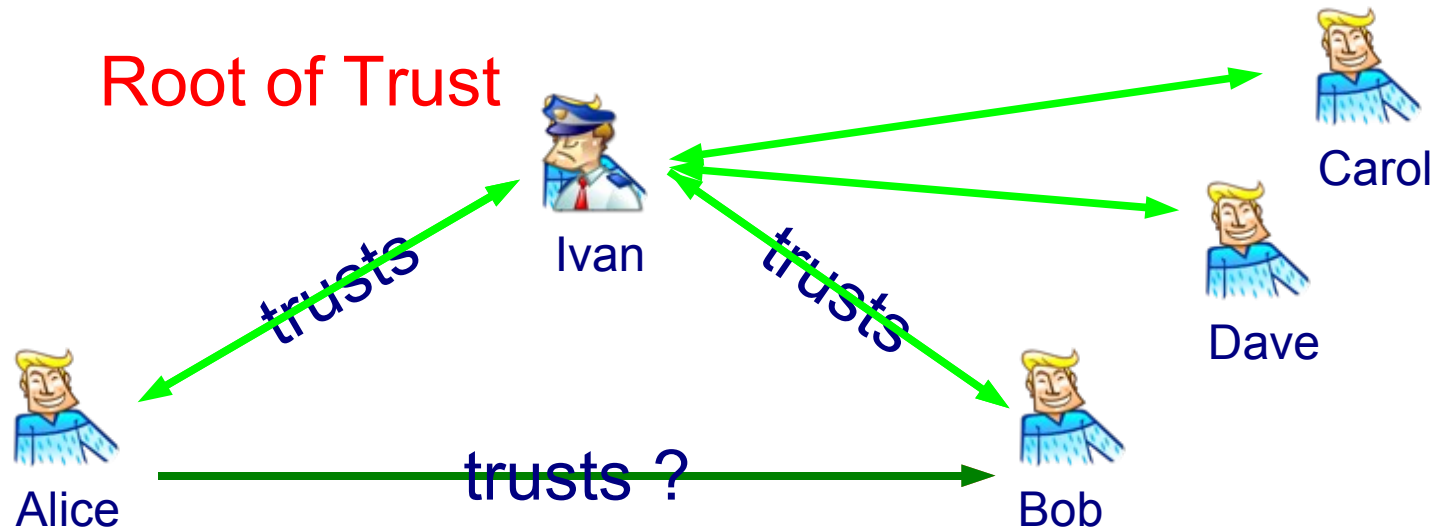 Root of Trust
Carol
Ivan
trusts
trusts
Dave
trusts ?
Alice
Bob